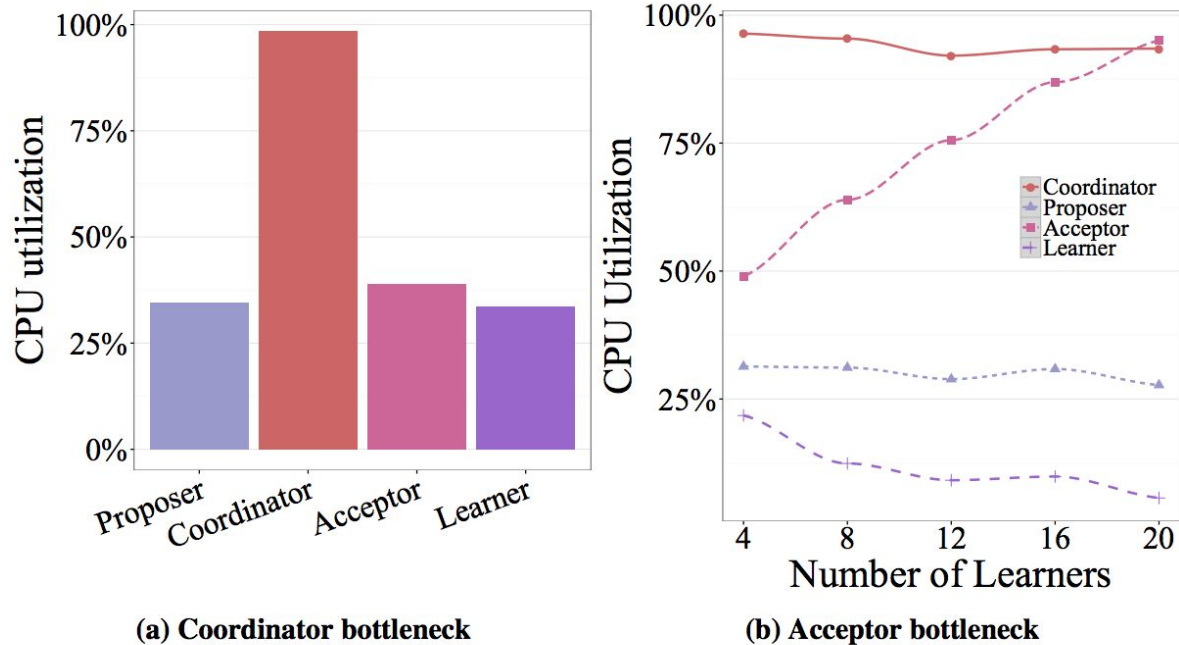 100%
75%
50%
25%
0%
CPU utilization
Proposer
Coordinator
Acceptor
Learner
(a) Coordinator bottleneck
100%
75%
50%
25%
CPU Utilization
Coordinator
Proposer
Acceptor
Learner
4 8 12 16 20
Number of Learners
(b) Acceptor bottleneck